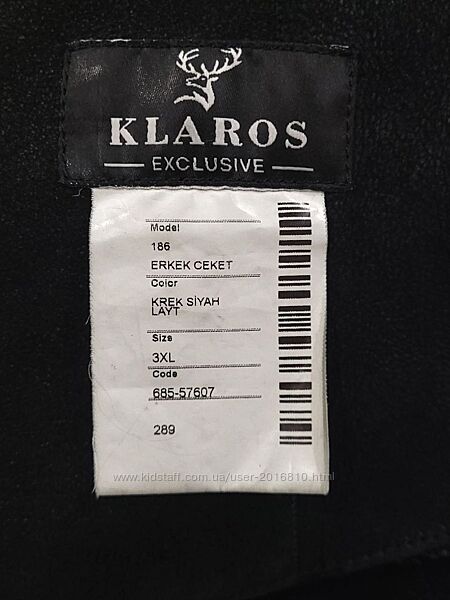 KLAROS
EXCLUSIVE
Model
186
ERKEK CEKET
Color
KREK SİYAH
LAYT
Size
3XL
Code
685-57607
289
www.kidstaff.com.ua/user-2016810.html